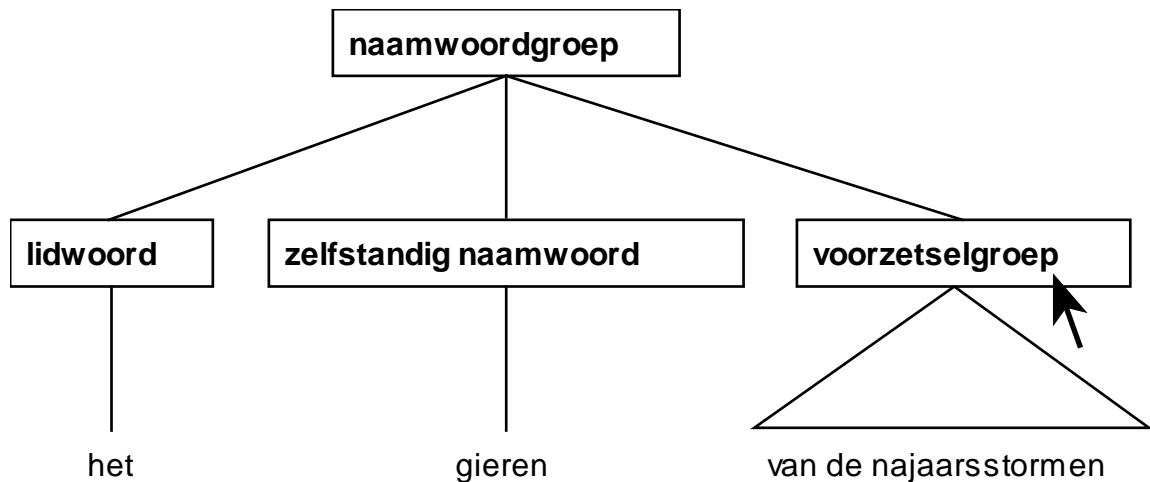 naamwoordgroep
lidwoord zelfstandig naamwoord voorzetselgroep
het gieren van de najaarsstormen